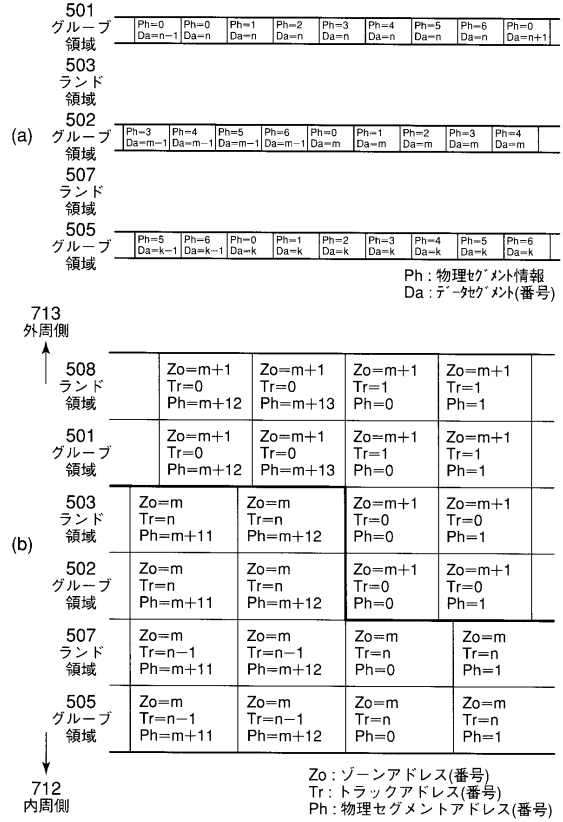 501
グルーブ
領域
Ph=0 Ph=0 Ph=1 Ph=2 Ph=3 Ph=4 Ph=5 Ph=6 Ph=0
Da=n−1 Da=n Da=n Da=n Da=n Da=n Da=n Da=n Da=n+1
503
ランド
領域
(a)
502
グルーブ
領域
Ph=3 Ph=4 Ph=5 Ph=6 Ph=0 Ph=1 Ph=2 Ph=3 Ph=4
Da=m−1 Da=m−1 Da=m−1 Da=m−1 Da=m Da=m Da=m Da=m Da=m
507
ランド
領域
505
グルーブ
領域
Ph=5 Ph=6 Ph=0 Ph=1 Ph=2 Ph=3 Ph=4 Ph=5 Ph=6
Da=k−1 Da=k−1 Da=k Da=k Da=k Da=k Da=k Da=k Da=k
Ph : 物理セグメント情報
Da : データセグメント(番号)
713
外周側
508
ランド
領域
Zo=m+1 Zo=m+1 Zo=m+1 Zo=m+1
Tr=0 Tr=0 Tr=1 Tr=1
Ph=m+12 Ph=m+13 Ph=0 Ph=1
501
グルーブ
領域
Zo=m+1 Zo=m+1 Zo=m+1 Zo=m+1
Tr=0 Tr=0 Tr=1 Tr=1
Ph=m+12 Ph=m+13 Ph=0 Ph=1
503
ランド
領域
Zo=m Zo=m Zo=m+1 Zo=m+1
Tr=n Tr=n Tr=0 Tr=0
Ph=m+11 Ph=m+12 Ph=0 Ph=1
(b)
502
グルーブ
領域
Zo=m Zo=m Zo=m+1 Zo=m+1
Tr=n Tr=n Tr=0 Tr=0
Ph=m+11 Ph=m+12 Ph=0 Ph=1
507
ランド
領域
Zo=m Zo=m Zo=m Zo=m
Tr=n−1 Tr=n−1 Tr=n Tr=n
Ph=m+11 Ph=m+12 Ph=0 Ph=1
505
グルーブ
領域
Zo=m Zo=m Zo=m Zo=m
Tr=n−1 Tr=n−1 Tr=n Tr=n
Ph=m+11 Ph=m+12 Ph=0 Ph=1
712
内周側
Zo : ゾーンアドレス(番号)
Tr : トラックアドレス(番号)
Ph : 物理セグメントアドレス(番号)